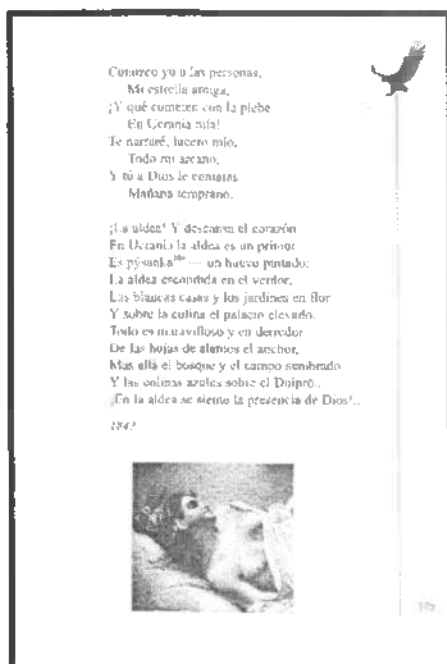 Conozco yo a las personas,
Mi estrella amiga,
¡Y qué cometen con la plebe
En Ucrania mía!
Te narraré, lucero mío,
Todo mi arcano,
Y tú a Dios le contarás
Mañana temprano.
¡La aldea! Y descansa el corazón
En Ucrania la aldea es un primor
Es pýsanka — un huevo pintado:
La aldea escondida en el verdor,
Las blancas casas y los jardines en flor
Y sobre la colina el palacio elevado.
Todo es maravilloso y en derredor
De las hojas de álamos el anchor,
Mas allá el bosque y el campo sembrado
Y las colinas azules sobre el Dnipró..
¡En la aldea se siente la presencia de Dios!..